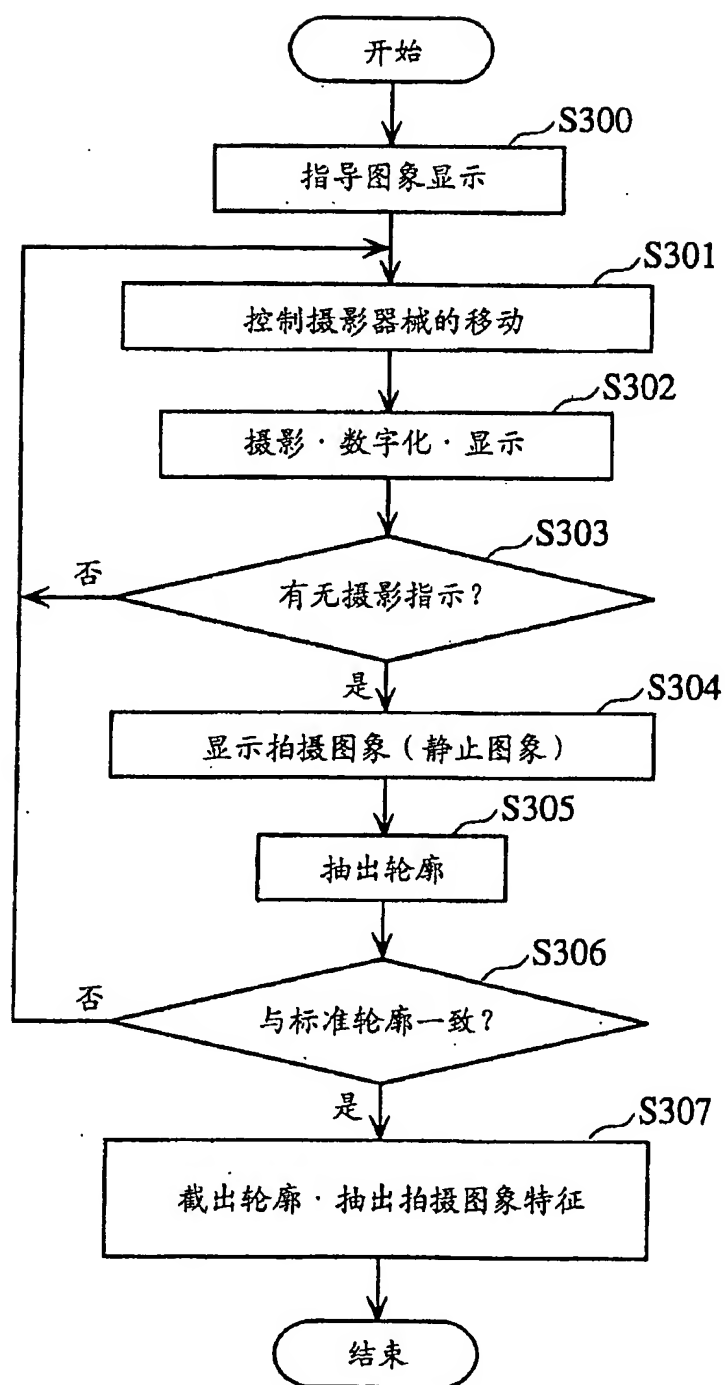 开始
S300
指导图象显示
S301
控制摄影器械的移动
S302
摄影·数字化·显示
S303
否
有无摄影指示?
是
S304
显示拍摄图象(静止图象)
S305
抽出轮廓
S306
否
与标准轮廓一致?
是
S307
截出轮廓·抽出拍摄图象特征
结束